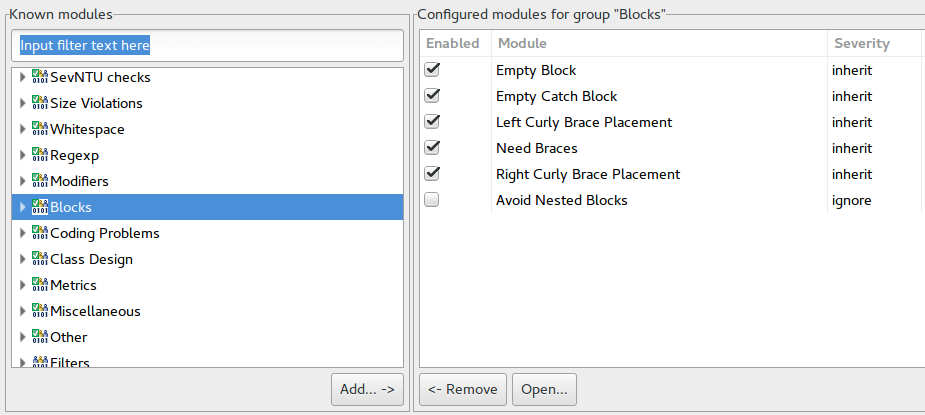 Known modules
Input filter text here
SevNTU checks
Size Violations
Whitespace
Regexp
Modifiers
Blocks
Coding Problems
Class Design
Metrics
Miscellaneous
Other
Filters
Add... ->
Configured modules for group "Blocks"
Enabled Module Severity
Empty Block inherit
Empty Catch Block inherit
Left Curly Brace Placement inherit
Need Braces inherit
Right Curly Brace Placement inherit
Avoid Nested Blocks ignore
<- Remove Open...